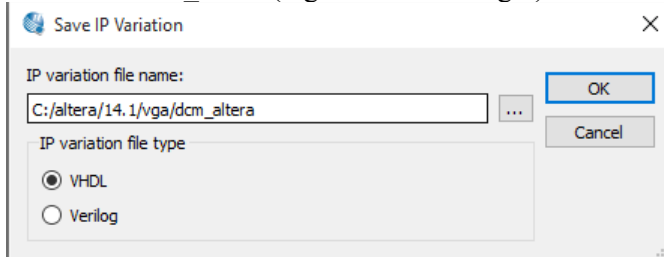 Save IP Variation
IP variation file name:
C:/altera/14.1/vga/dcm_altera
...
OK
Cancel
IP variation file type
VHDL
Verilog